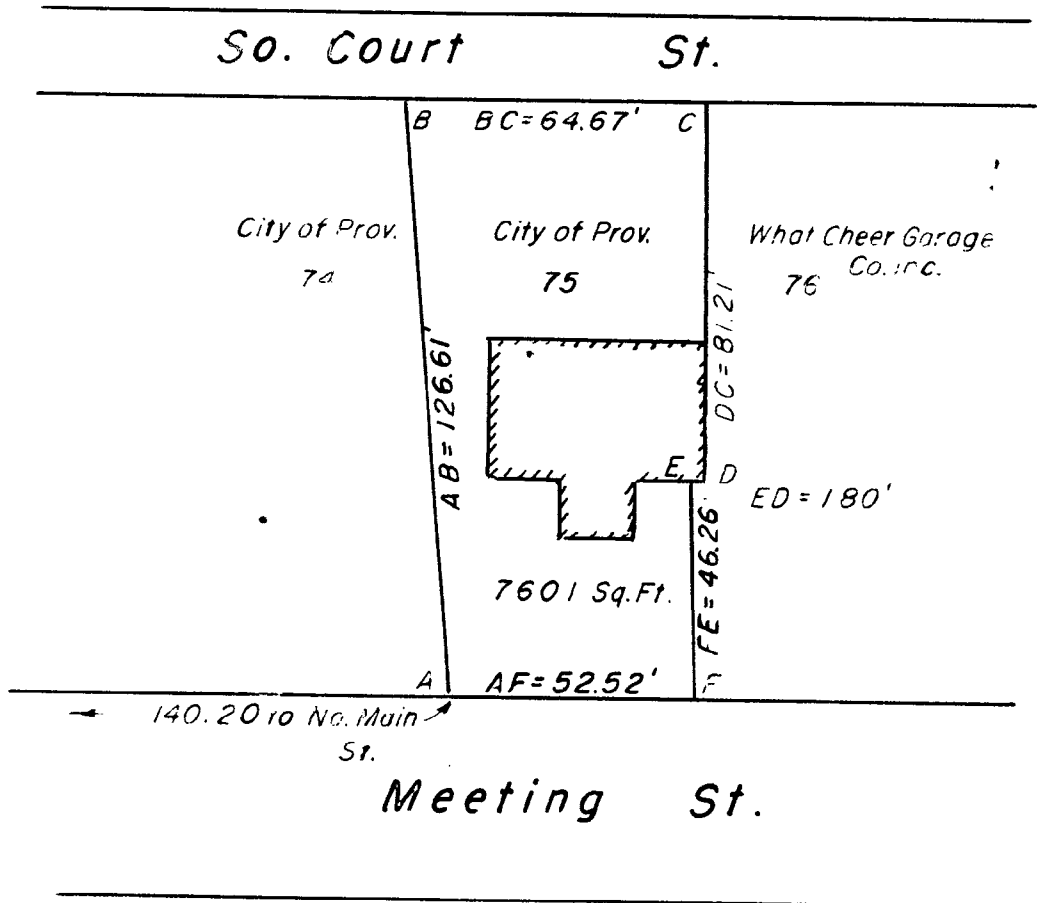 So. Court St.
B BC=64.67' C
City of Prov.
74
City of Prov.
75
What Cheer Garage
Co. inc.
76
AB=126.61'
DC=81.21'
E D
ED=180'
FE=46.26'
7601 Sq.Ft.
A AF=52.52' F
140.20 to No. Main
St.
Meeting St.